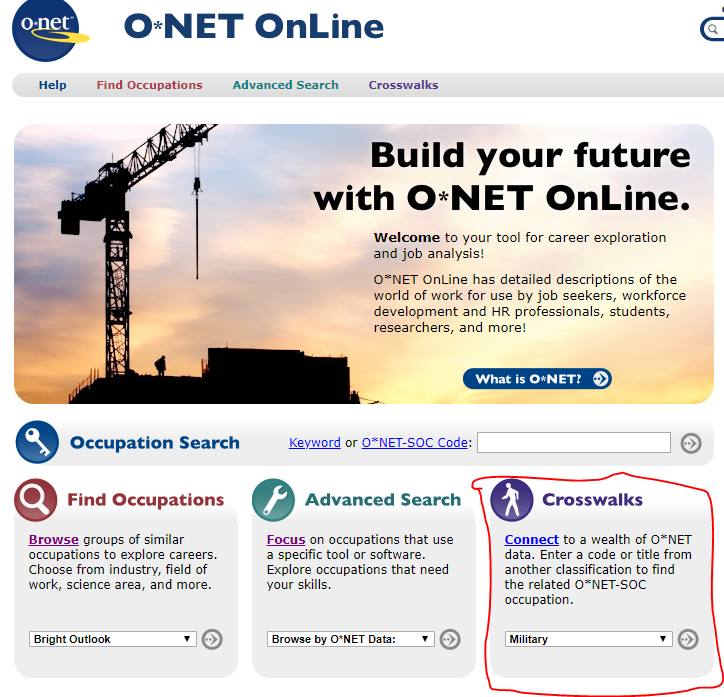 o·net™
O*NET OnLine
Help Find Occupations Advanced Search Crosswalks
Build your future
with O*NET OnLine.
Welcome to your tool for career exploration
and job analysis!
O*NET OnLine has detailed descriptions of the
world of work for use by job seekers, workforce
development and HR professionals, students,
researchers, and more!
What is O*NET?
Occupation Search Keyword or O*NET-SOC Code:
Find Occupations
Browse groups of similar
occupations to explore careers.
Choose from industry, field of
work, science area, and more.
Bright Outlook
Advanced Search
Focus on occupations that use
a specific tool or software.
Explore occupations that need
your skills.
Browse by O*NET Data:
Crosswalks
Connect to a wealth of O*NET
data. Enter a code or title from
another classification to find
the related O*NET-SOC
occupation.
Military